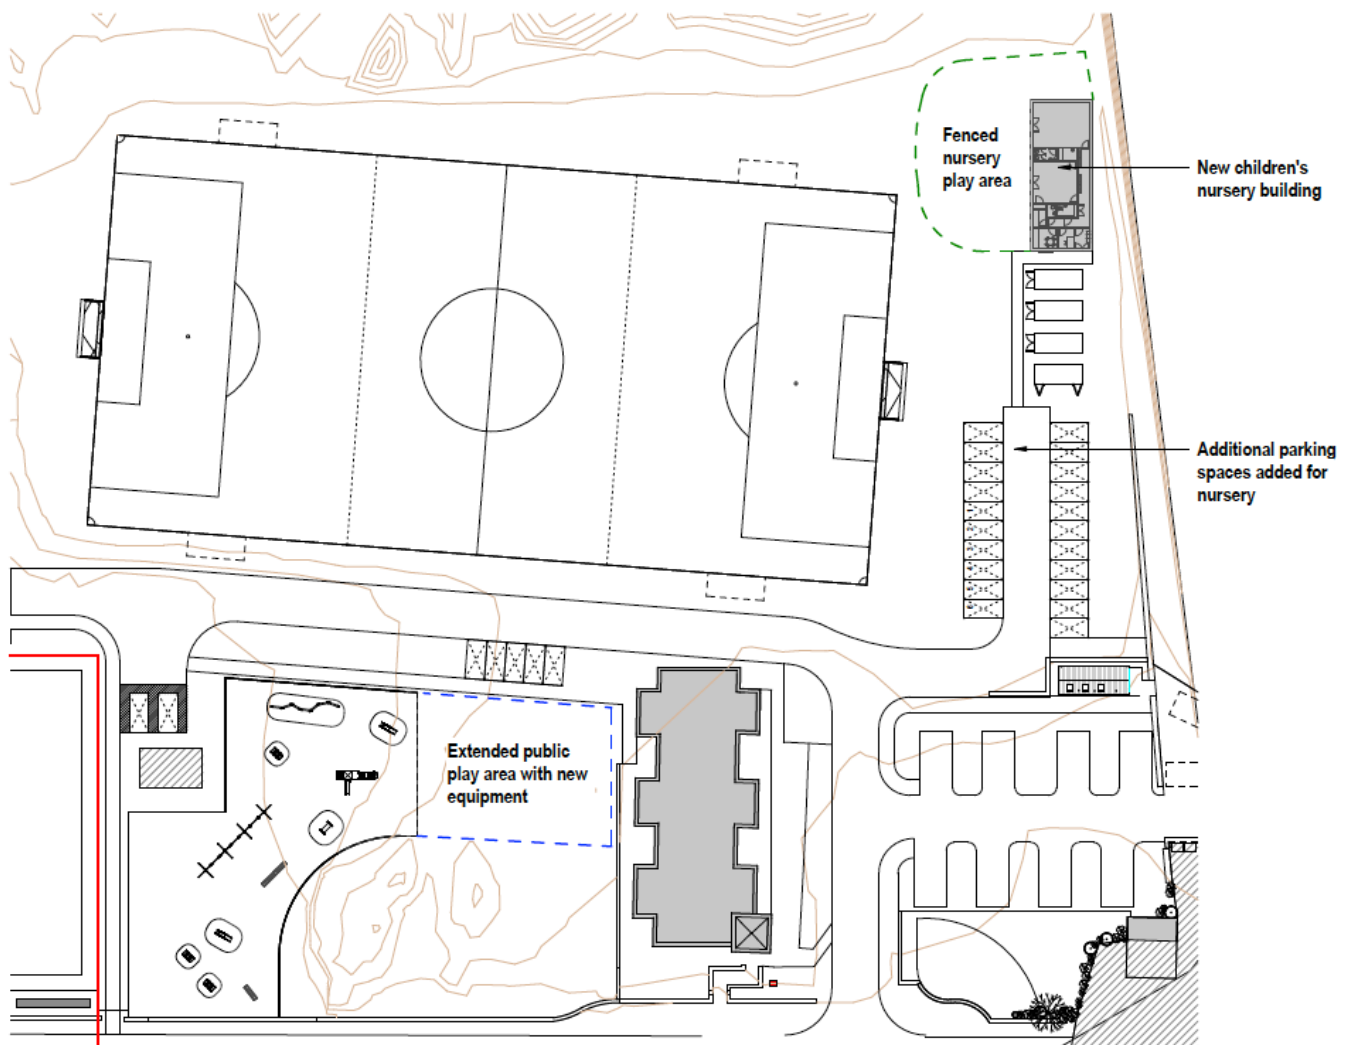 Fenced
nursery
play area
New children's
nursery building
Additional parking
spaces added for
nursery
Extended public
play area with new
equipment